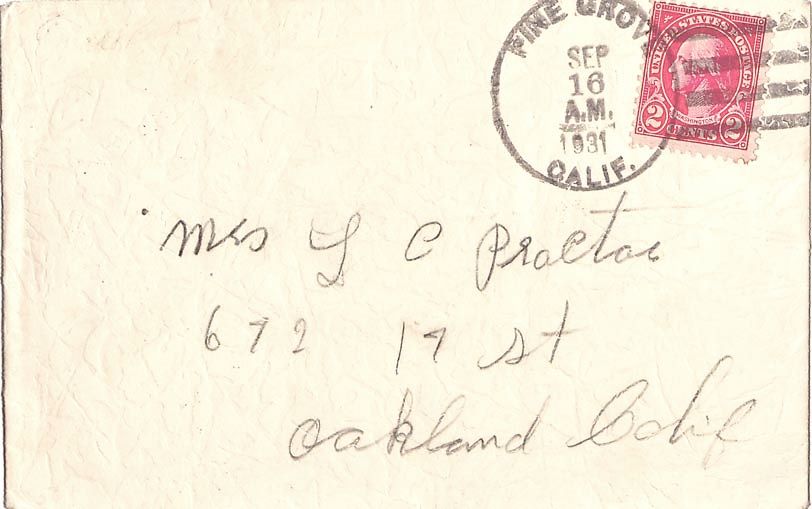 PINE GROVE
SEP
16
A.M.
1931
CALIF.
UNITED STATES POSTAGE
WASHINGTON
2 CENTS 2
Mrs L C Proctor
672 17 st
Oakland Calif